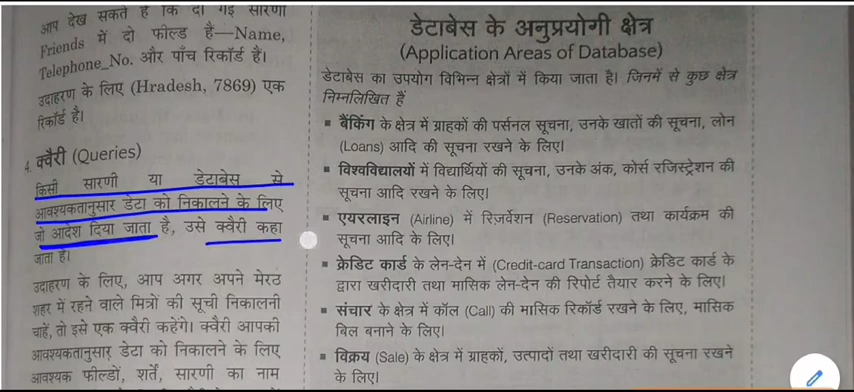 आप देख सकते हैं कि दी गई सारणी
Friends में दो फील्ड हैं—Name,
Telephone_No. और पाँच रिकॉर्ड हैं।
उदाहरण के लिए (Hradesh, 7869) एक
रिकॉर्ड है।
4. क्वैरी (Queries)
किसी सारणी या डेटाबेस से
आवश्यकतानुसार डेटा को निकालने के लिए
जो आदेश दिया जाता है, उसे क्वैरी कहा
जाता है।
उदाहरण के लिए, आप अगर अपने मेरठ
शहर में रहने वाले मित्रों की सूची निकालनी
चाहें, तो इसे एक क्वैरी कहेंगे। क्वैरी आपकी
आवश्यकतानुसार डेटा को निकालने के लिए
आवश्यक फील्डों, शर्तें, सारणी का नाम
डेटाबेस के अनुप्रयोगी क्षेत्र
(Application Areas of Database)
डेटाबेस का उपयोग विभिन्न क्षेत्रों में किया जाता है। जिनमें से कुछ क्षेत्र
निम्नलिखित हैं
▪ बैंकिंग के क्षेत्र में ग्राहकों की पर्सनल सूचना, उनके खातों की सूचना, लोन
(Loans) आदि की सूचना रखने के लिए।
▪ विश्वविद्यालयों में विद्यार्थियों की सूचना, उनके अंक, कोर्स रजिस्ट्रेशन की
सूचना आदि रखने के लिए।
▪ एयरलाइन (Airline) में रिज़र्वेशन (Reservation) तथा कार्यक्रम की
सूचना आदि के लिए।
▪ क्रेडिट कार्ड के लेन-देन में (Credit-card Transaction) क्रेडिट कार्ड के
द्वारा खरीदारी तथा मासिक लेन-देन की रिपोर्ट तैयार करने के लिए।
▪ संचार के क्षेत्र में कॉल (Call) की मासिक रिकॉर्ड रखने के लिए, मासिक
बिल बनाने के लिए।
▪ विक्रय (Sale) के क्षेत्र में ग्राहकों, उत्पादों तथा खरीदारी की सूचना रखने
के लिए।